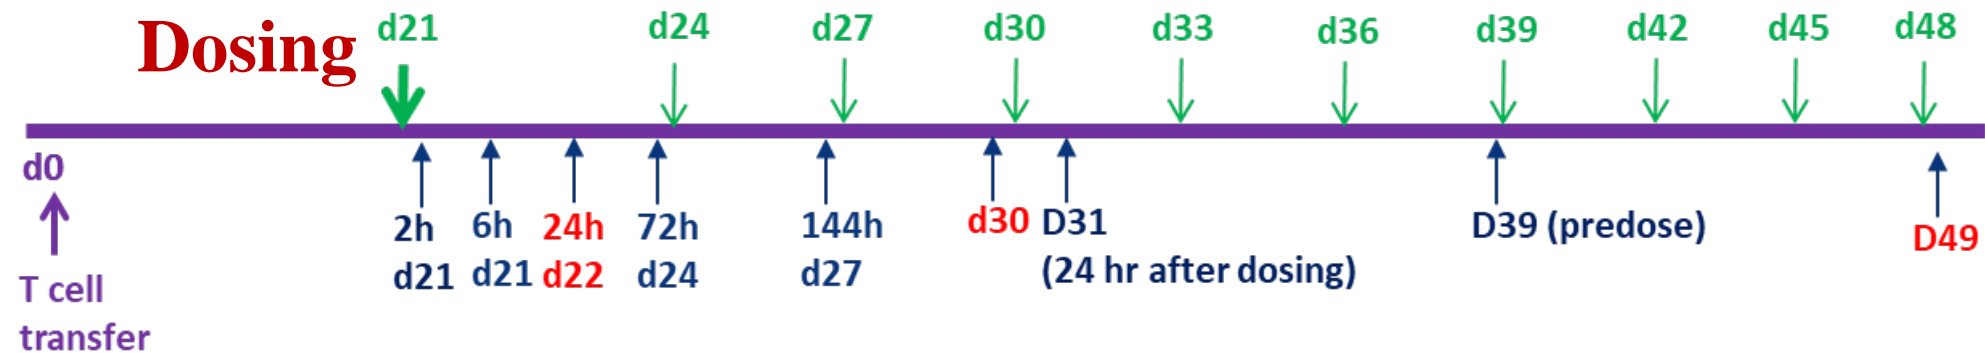 Dosing
d21 d24 d27 d30 d33 d36 d39 d42 d45 d48
d0
T cell
transfer
2h 6h 24h 72h 144h d30 D31 D39 (predose) D49
d21 d21 d22 d24 d27 (24 hr after dosing)